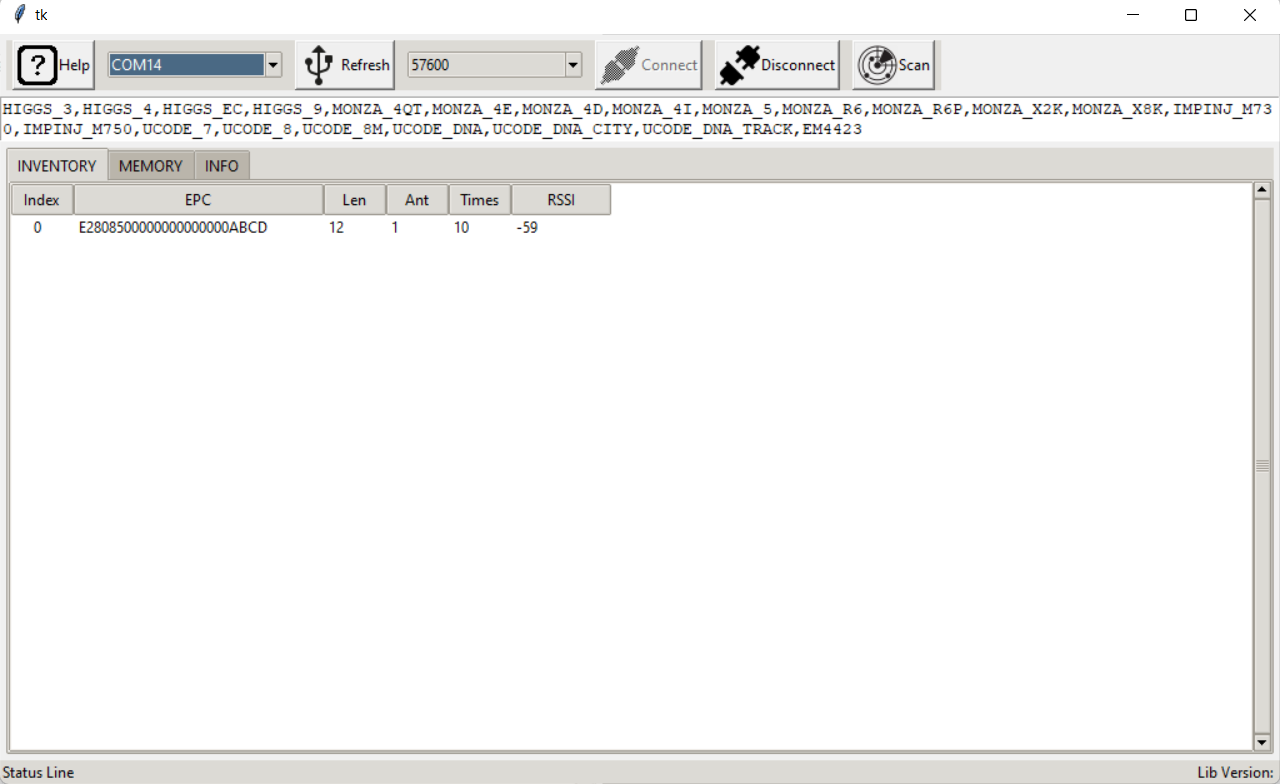 tk
Help COM14 Refresh 57600 Connect Disconnect Scan
HIGGS_3,HIGGS_4,HIGGS_EC,HIGGS_9,MONZA_4QT,MONZA_4E,MONZA_4D,MONZA_4I,MONZA_5,MONZA_R6,MONZA_R6P,MONZA_X2K,MONZA_X8K,IMPINJ_M73
0,IMPINJ_M750,UCODE_7,UCODE_8,UCODE_8M,UCODE_DNA,UCODE_DNA_CITY,UCODE_DNA_TRACK,EM4423
INVENTORY MEMORY INFO
Index EPC Len Ant Times RSSI
0 E2808500000000000000ABCD 12 1 10 -59
Status Line Lib Version: